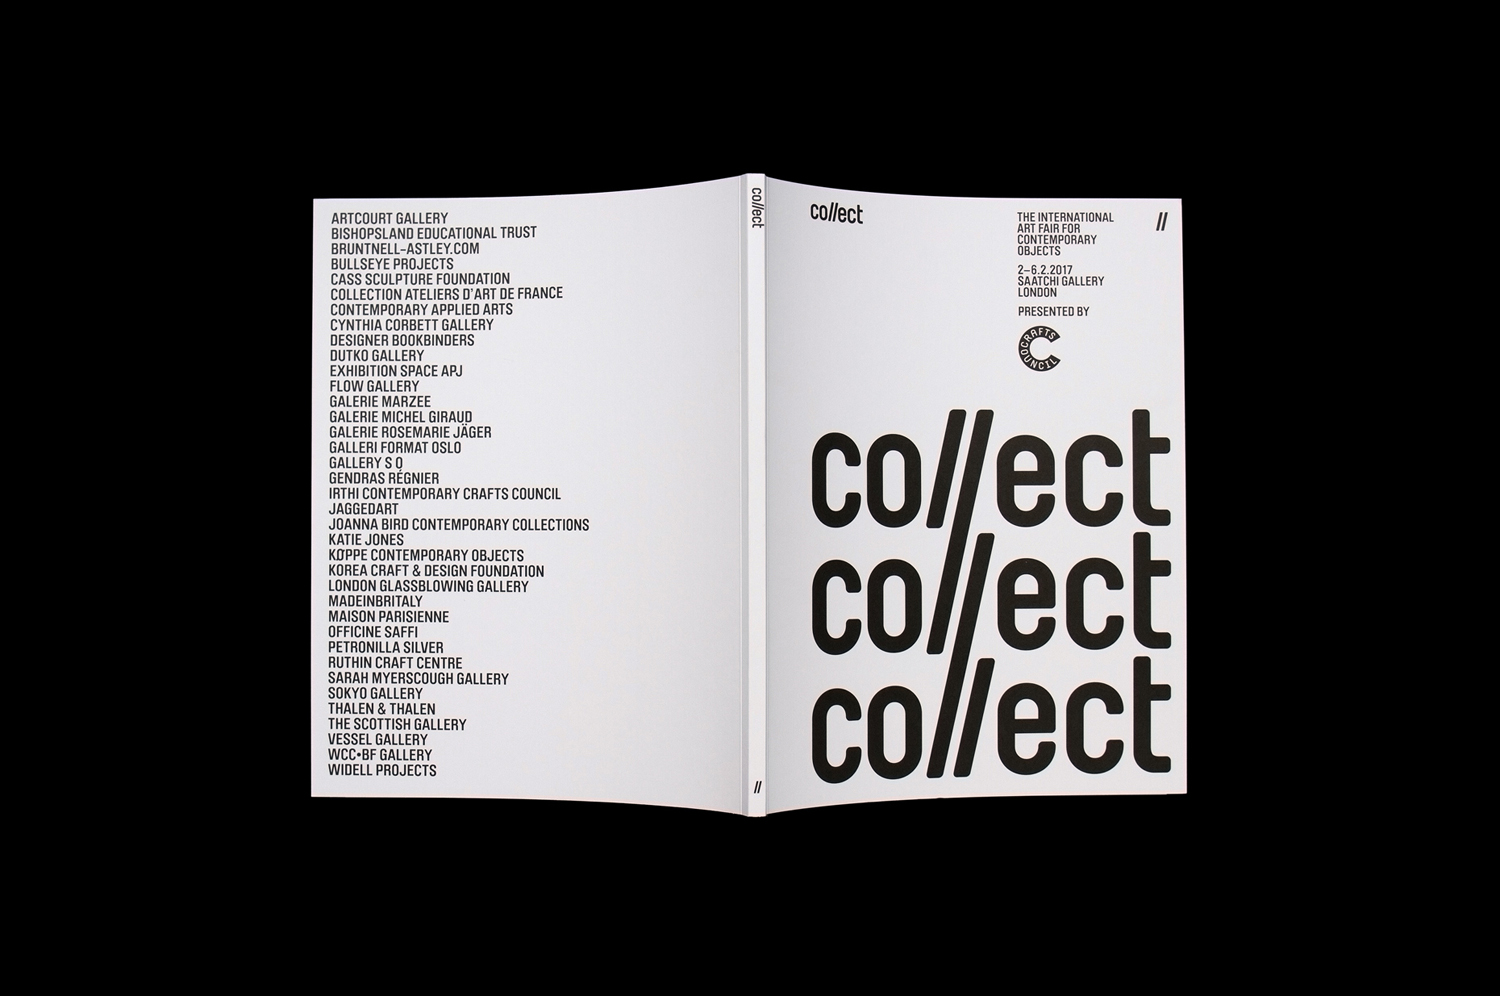 ARTCOURT GALLERY
BISHOPSLAND EDUCATIONAL TRUST
BRUNTNELL–ASTLEY.COM
BULLSEYE PROJECTS
CASS SCULPTURE FOUNDATION
COLLECTION ATELIERS D'ART DE FRANCE
CONTEMPORARY APPLIED ARTS
CYNTHIA CORBETT GALLERY
DESIGNER BOOKBINDERS
DUTKO GALLERY
EXHIBITION SPACE APJ
FLOW GALLERY
GALERIE MARZEE
GALERIE MICHEL GIRAUD
GALERIE ROSEMARIE JÄGER
GALLERI FORMAT OSLO
GALLERY S O
GENDRAS RÉGNIER
IRTHI CONTEMPORARY CRAFTS COUNCIL
JAGGEDART
JOANNA BIRD CONTEMPORARY COLLECTIONS
KATIE JONES
KØPPE CONTEMPORARY OBJECTS
KOREA CRAFT & DESIGN FOUNDATION
LONDON GLASSBLOWING GALLERY
MADEINBRITALY
MAISON PARISIENNE
OFFICINE SAFFI
PETRONILLA SILVER
RUTHIN CRAFT CENTRE
SARAH MYERSCOUGH GALLERY
SOKYO GALLERY
THALEN & THALEN
THE SCOTTISH GALLERY
VESSEL GALLERY
WCC•BF GALLERY
WIDELL PROJECTS
co//ect
//
co//ect
THE INTERNATIONAL
ART FAIR FOR
CONTEMPORARY
OBJECTS
2–6.2.2017
SAATCHI GALLERY
LONDON
PRESENTED BY
CRAFTS COUNCIL
//
co//ect
co//ect
co//ect